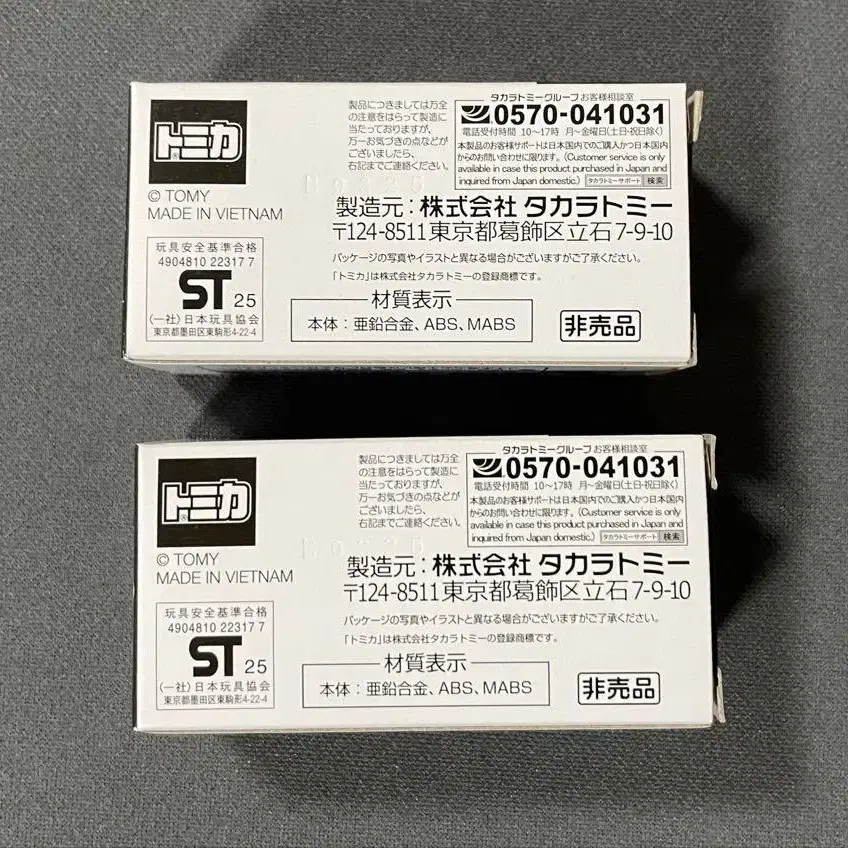 トミカ
®
© TOMY
MADE IN VIETNAM
玩具安全基準合格
4904810 22317 7
ST 25
(一社)日本玩具協会
東京都墨田区東駒形4-22-4
製品につきましては万全
の注意をはらって製造に
当たっておりますが、
万一お気づきの点などが
ございましたら、
右記までご連絡ください。
タカラトミーグループ お客様相談室
0570-041031
電話受付時間 10～17時 月～金曜日(土日・祝日除く)
本製品のお客様サポートは日本国内でのご購入かつ日本国内
からのお問い合わせに限ります。(Customer service is only
available in case this product purchased in Japan and
inquired from Japan domestic.) タカラトミーサポート 検索
製造元:株式会社 タカラトミー
〒124-8511東京都葛飾区立石7-9-10
パッケージの写真やイラストと異なる場合がございますがご了承ください。
「トミカ」は株式会社タカラトミーの登録商標です。
材質表示
本体:亜鉛合金、ABS、MABS
非売品
トミカ
®
© TOMY
MADE IN VIETNAM
玩具安全基準合格
4904810 22317 7
ST 25
(一社)日本玩具協会
東京都墨田区東駒形4-22-4
製品につきましては万全
の注意をはらって製造に
当たっておりますが、
万一お気づきの点などが
ございましたら、
右記までご連絡ください。
タカラトミーグループ お客様相談室
0570-041031
電話受付時間 10～17時 月～金曜日(土日・祝日除く)
本製品のお客様サポートは日本国内でのご購入かつ日本国内
からのお問い合わせに限ります。(Customer service is only
available in case this product purchased in Japan and
inquired from Japan domestic.) タカラトミーサポート 検索
製造元:株式会社 タカラトミー
〒124-8511東京都葛飾区立石7-9-10
パッケージの写真やイラストと異なる場合がございますがご了承ください。
「トミカ」は株式会社タカラトミーの登録商標です。
材質表示
本体:亜鉛合金、ABS、MABS
非売品